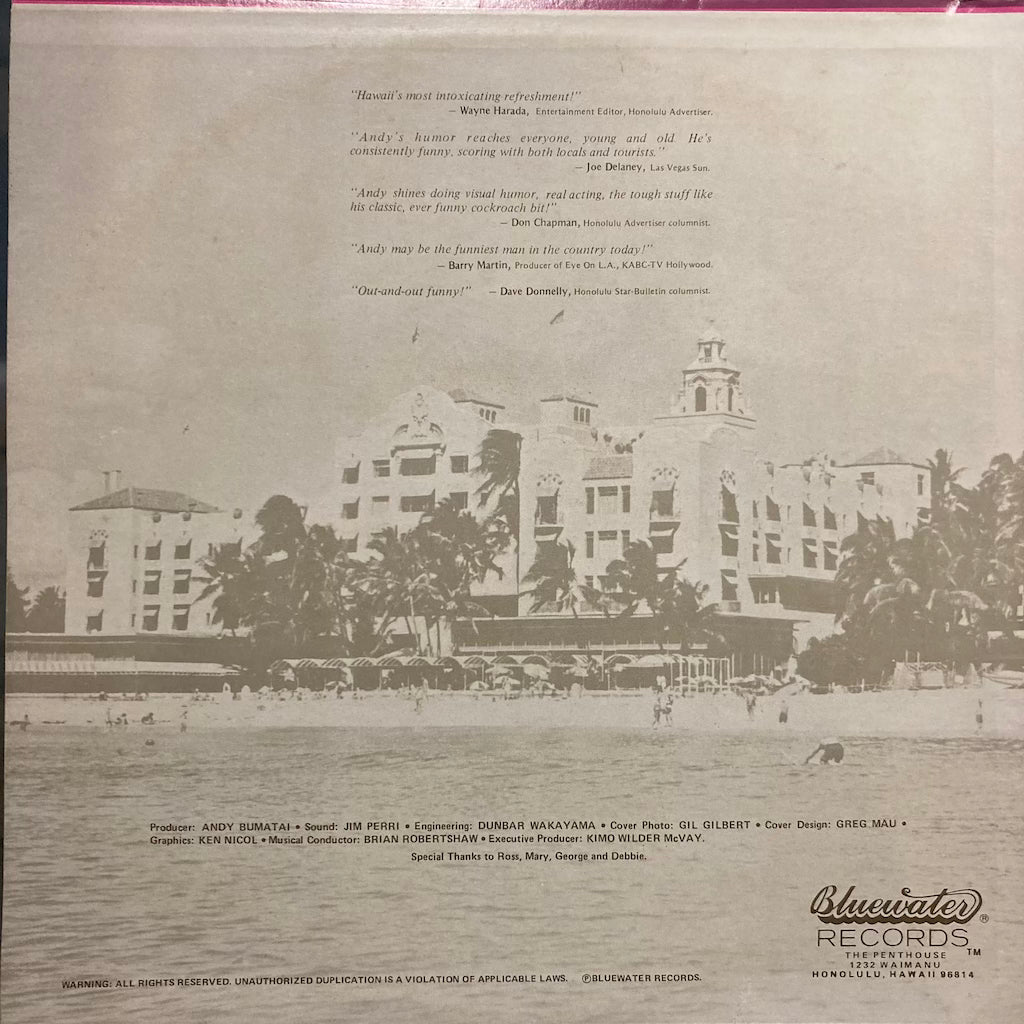 "Hawaii's most intoxicating refreshment!"
— Wayne Harada, Entertainment Editor, Honolulu Advertiser.
"Andy's humor reaches everyone, young and old. He's
consistently funny, scoring with both locals and tourists."
— Joe Delaney, Las Vegas Sun.
"Andy shines doing visual humor, real acting, the tough stuff like
his classic, ever funny cockroach bit!"
— Don Chapman, Honolulu Advertiser columnist.
"Andy may be the funniest man in the country today!"
— Barry Martin, Producer of Eye On L.A., KABC-TV Hollywood.
"Out-and-out funny!" — Dave Donnelly, Honolulu Star-Bulletin columnist.
Producer: ANDY BUMATAI • Sound: JIM PERRI • Engineering: DUNBAR WAKAYAMA • Cover Photo: GIL GILBERT • Cover Design: GREG MAU •
Graphics: KEN NICOL • Musical Conductor: BRIAN ROBERTSHAW • Executive Producer: KIMO WILDER McVAY.
Special Thanks to Ross, Mary, George and Debbie.
Bluewater ®
RECORDS ™
THE PENTHOUSE
1232 WAIMANU
HONOLULU, HAWAII 96814
WARNING: ALL RIGHTS RESERVED. UNAUTHORIZED DUPLICATION IS A VIOLATION OF APPLICABLE LAWS. ℗BLUEWATER RECORDS.